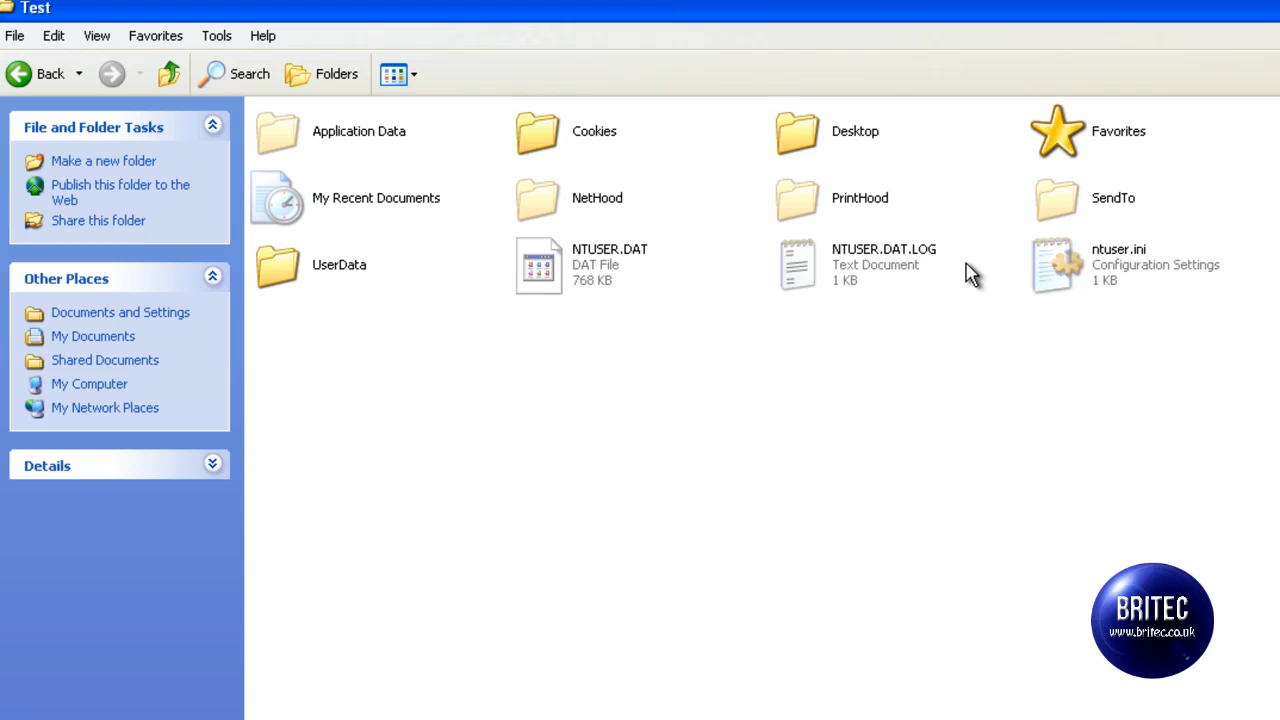 Test
File Edit View Favorites Tools Help
Back Search Folders
File and Folder Tasks
Make a new folder
Publish this folder to the
Web
Share this folder
Other Places
Documents and Settings
My Documents
Shared Documents
My Computer
My Network Places
Details
Application Data
Cookies
Desktop
Favorites
My Recent Documents
NetHood
PrintHood
SendTo
UserData
NTUSER.DAT
DAT File
768 KB
NTUSER.DAT.LOG
Text Document
1 KB
ntuser.ini
Configuration Settings
1 KB
BRITEC
www.britec.co.uk